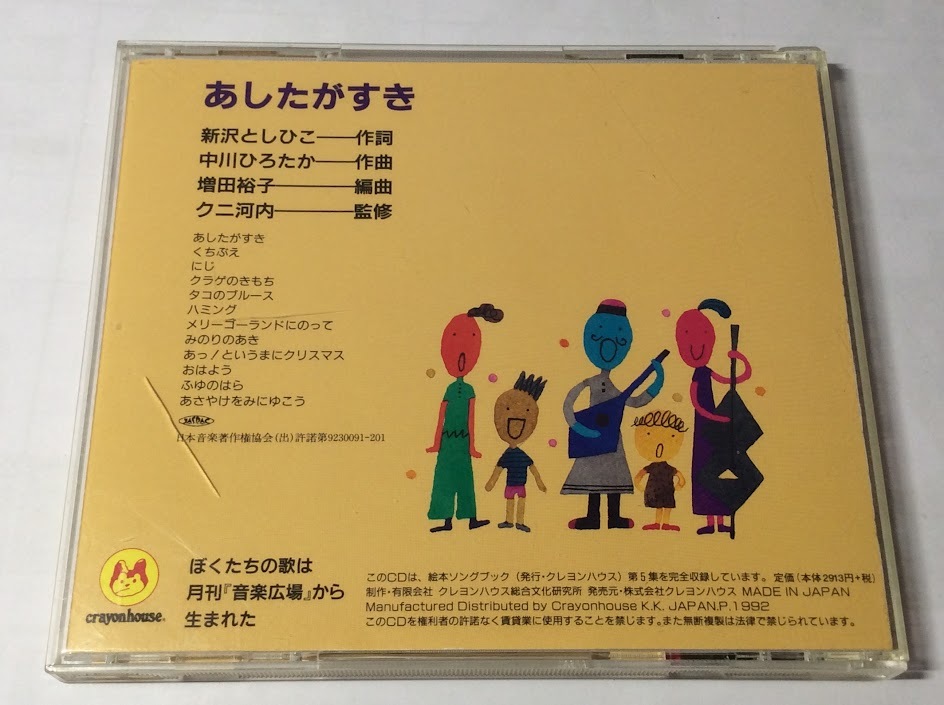 あしたがすき
新沢としひこ――作詞
中川ひろたか――作曲
増田裕子――――編曲
クニ河内――――監修
あしたがすき
くちぶえ
にじ
クラゲのきもち
タコのブルース
ハミング
メリーゴーランドにのって
みのりのあき
あっ！というまにクリスマス
おはよう
ふゆのはら
あさやけをみにゆこう
JASRAC
日本音楽著作権協会(出)許諾第9230091-201
crayonhouse®
ぼくたちの歌は
月刊『音楽広場』から
生まれた
このCDは、絵本ソングブック（発行・クレヨンハウス）第5集を完全収録しています。 定価（本体2913円+税）
制作・有限会社 クレヨンハウス総合文化研究所 発売元・株式会社クレヨンハウス MADE IN JAPAN
Manufactured Distributed by Crayonhouse K.K. JAPAN.P.1992
このCDを権利者の許諾なく賃貸業に使用することを禁じます。また無断複製は法律で禁じられています。